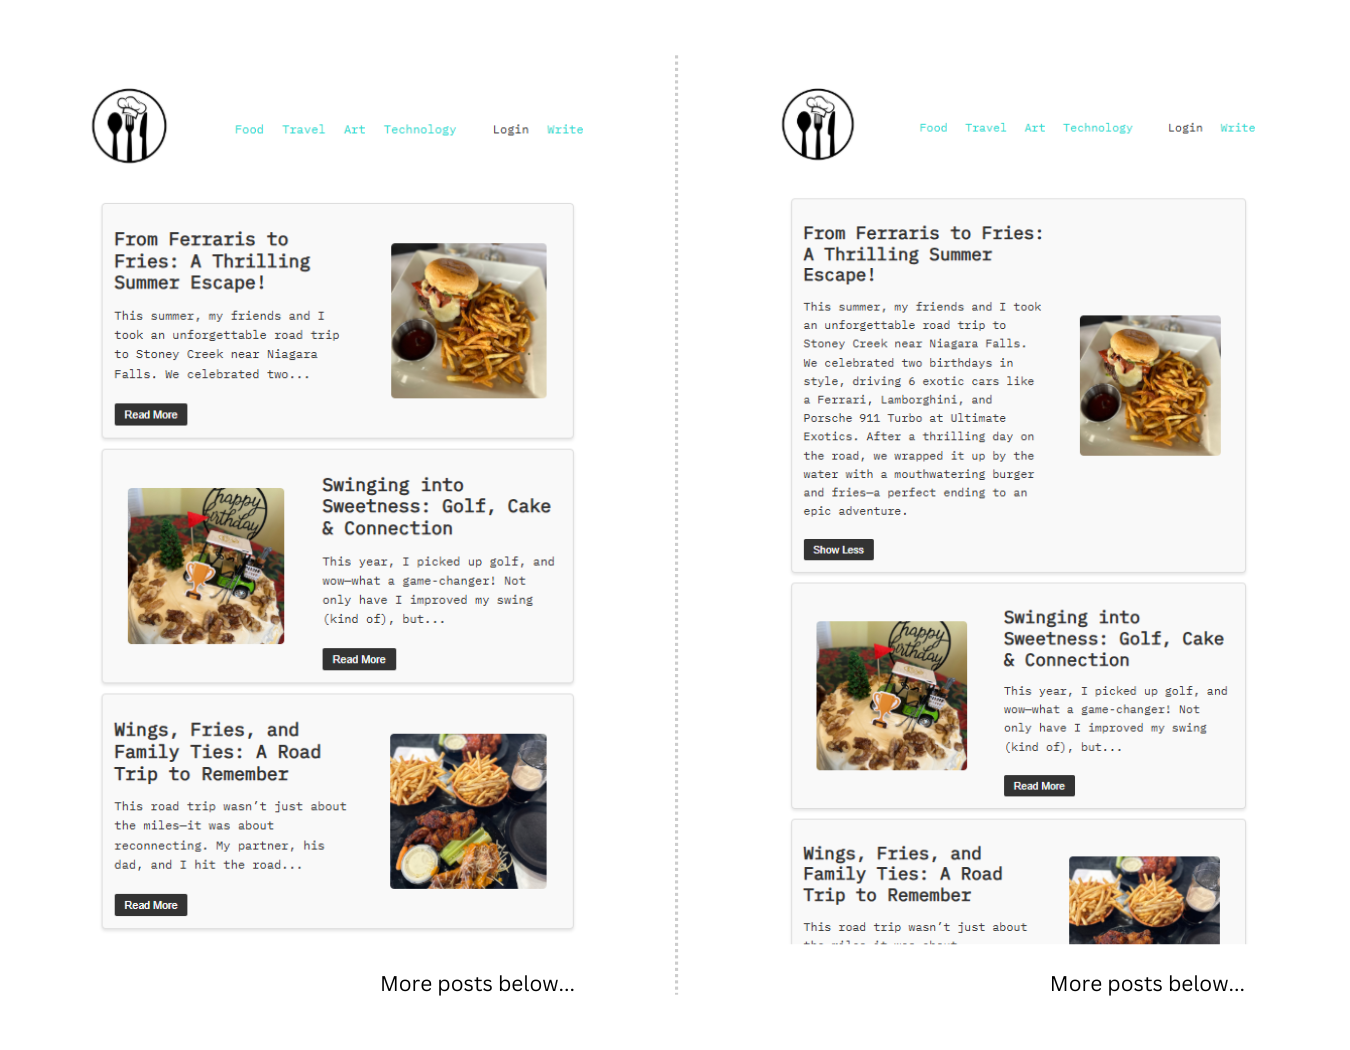 Food Travel Art Technology Login Write
From Ferraris to
Fries: A Thrilling
Summer Escape!
This summer, my friends and I
took an unforgettable road trip
to Stoney Creek near Niagara
Falls. We celebrated two...
Read More
happy
birthday
Swinging into
Sweetness: Golf, Cake
& Connection
This year, I picked up golf, and
wow—what a game-changer! Not
only have I improved my swing
(kind of), but...
Read More
Wings, Fries, and
Family Ties: A Road
Trip to Remember
This road trip wasn’t just about
the miles—it was about
reconnecting. My partner, his
dad, and I hit the road...
Read More
More posts below...
Food Travel Art Technology Login Write
From Ferraris to Fries:
A Thrilling Summer
Escape!
This summer, my friends and I took
an unforgettable road trip to
Stoney Creek near Niagara Falls.
We celebrated two birthdays in
style, driving 6 exotic cars like
a Ferrari, Lamborghini, and
Porsche 911 Turbo at Ultimate
Exotics. After a thrilling day on
the road, we wrapped it up by the
water with a mouthwatering burger
and fries—a perfect ending to an
epic adventure.
Show Less
happy
birthday
Swinging into
Sweetness: Golf, Cake
& Connection
This year, I picked up golf, and
wow—what a game-changer! Not
only have I improved my swing
(kind of), but...
Read More
Wings, Fries, and
Family Ties: A Road
Trip to Remember
This road trip wasn’t just about
the miles—it was about
More posts below...